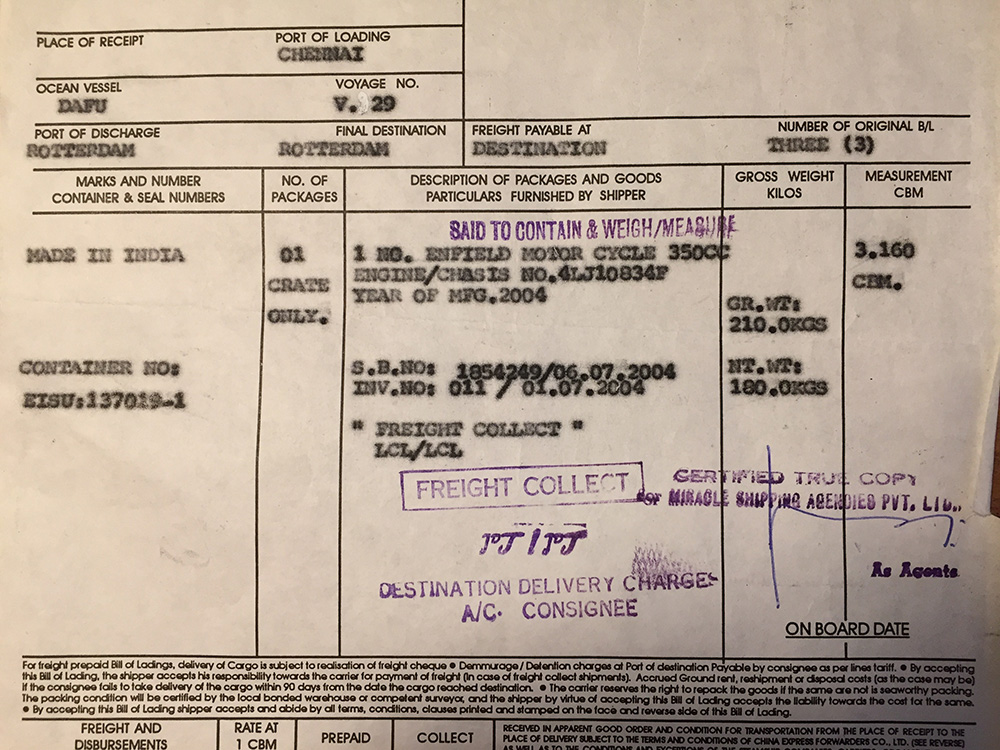 PLACE OF RECEIPT PORT OF LOADING
CHENNAI
OCEAN VESSEL VOYAGE NO.
DAFU V. 29
PORT OF DISCHARGE FINAL DESTINATION FREIGHT PAYABLE AT NUMBER OF ORIGINAL B/L
ROTTERDAM ROTTERDAM DESTINATION THREE (3)
MARKS AND NUMBER NO. OF DESCRIPTION OF PACKAGES AND GOODS GROSS WEIGHT MEASUREMENT
CONTAINER & SEAL NUMBERS PACKAGES PARTICULARS FURNISHED BY SHIPPER KILOS CBM
SAID TO CONTAIN & WEIGH/MEASURE
MADE IN INDIA 01 1 NO. ENFIELD MOTOR CYCLE 350CC 3.160
CRATE ENGINE/CHASIS NO.4LJ10834F CBM.
YEAR OF MFG.2004
GR.WT:
ONLY. 210.0KGS
CONTAINER NO: S.B.NO: 1854249/06.07.2004 NT.WT:
EISU:137019-1 INV.NO: 011 / 01.07.2004 180.0KGS
" FREIGHT COLLECT "
LCL/LCL
FREIGHT COLLECT
CERTIFIED TRUE COPY
For MIRACLE SHIPPING AGENCIES PVT. LTD.,
Lcl / Lcl
As Agents
DESTINATION DELIVERY CHARGES
A/C. CONSIGNEE
ON BOARD DATE
For freight prepaid Bill of Ladings, delivery of Cargo is subject to realisation of freight cheque ● Demmurage / Detention charges at Port of destination Payable by consignee as per lines tariff. ● By accepting
this Bill of Lading, the shipper accepts his responsibility towards the carrier for payment of freight (in case of freight collect shipments). Accrued Ground rent, reshipment or disposal costs (as the case may be)
if the consignee fails to take delivery of the cargo within 90 days from the date the cargo reached destination. ● The carrier reserves the right to repack the goods if the same are not is seaworthy packing.
The packing condition will be certified by the local bonded warehouse or competent surveyor, and the shipper by virtue of accepting this Bill of Lading accepts the liability towards the cost for the same.
● By accepting this Bill of Lading shipper accepts and abide by all terms, conditions, clauses printed and stamped on the face and reverse side of this Bill of Lading.
FREIGHT AND RATE AT PREPAID COLLECT RECEIVED IN APPARENT GOOD ORDER AND CONDITION FOR TRANSPORTATION FROM THE PLACE OF RECEIPT TO THE
DISBURSEMENTS 1 CBM PLACE OF DELIVERY SUBJECT TO THE TERMS AND CONDITIONS OF CHINA EXPRESS FORWARDERS CO., LTD. (SEE REVERSE)
AS WELL AS TO THE CONDITIONS AND EXCEPTIONS OF THE